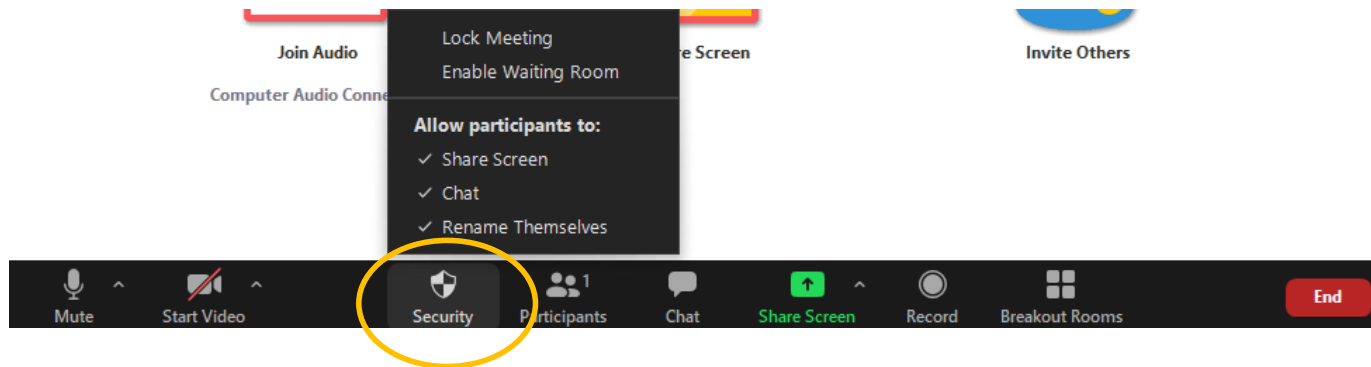 Lock Meeting
Enable Waiting Room
Join Audio
re Screen
Invite Others
Computer Audio Conne
Allow participants to:
Share Screen
Chat
Rename Themselves
1
Mute
Start Video
Security
Participants
Chat
Share Screen
Record
Breakout Rooms
End